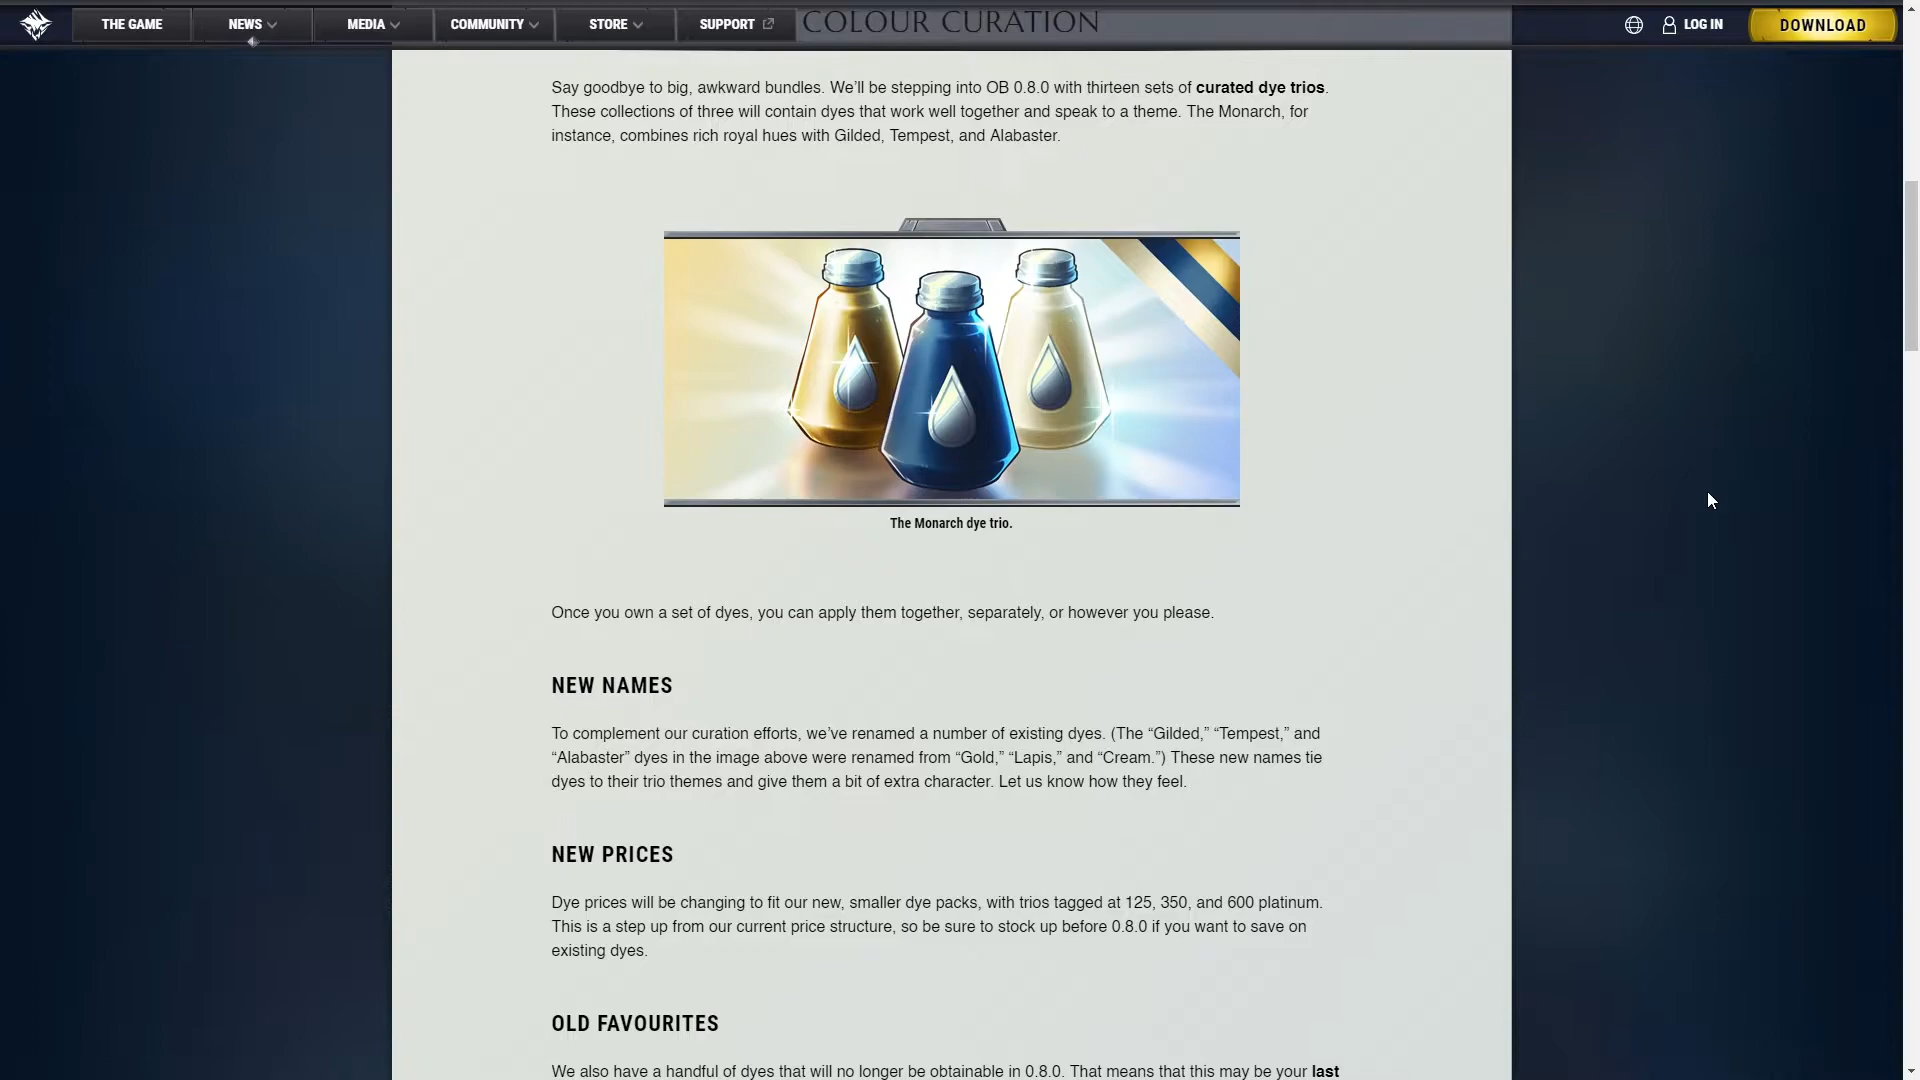 THE GAME
NEWS
MEDIA
COMMUNITY
STORE
SUPPORT
COLOUR CURATION
LOG IN
DOWNLOAD
Say goodbye to big, awkward bundles. We’ll be stepping into OB 0.8.0 with thirteen sets of curated dye trios.
These collections of three will contain dyes that work well together and speak to a theme. The Monarch, for
instance, combines rich royal hues with Gilded, Tempest, and Alabaster.
The Monarch dye trio.
Once you own a set of dyes, you can apply them together, separately, or however you please.
NEW NAMES
To complement our curation efforts, we’ve renamed a number of existing dyes. (The “Gilded,” “Tempest,” and
“Alabaster” dyes in the image above were renamed from “Gold,” “Lapis,” and “Cream.”) These new names tie
dyes to their trio themes and give them a bit of extra character. Let us know how they feel.
NEW PRICES
Dye prices will be changing to fit our new, smaller dye packs, with trios tagged at 125, 350, and 600 platinum.
This is a step up from our current price structure, so be sure to stock up before 0.8.0 if you want to save on
existing dyes.
OLD FAVOURITES
We also have a handful of dyes that will no longer be obtainable in 0.8.0. That means that this may be your last